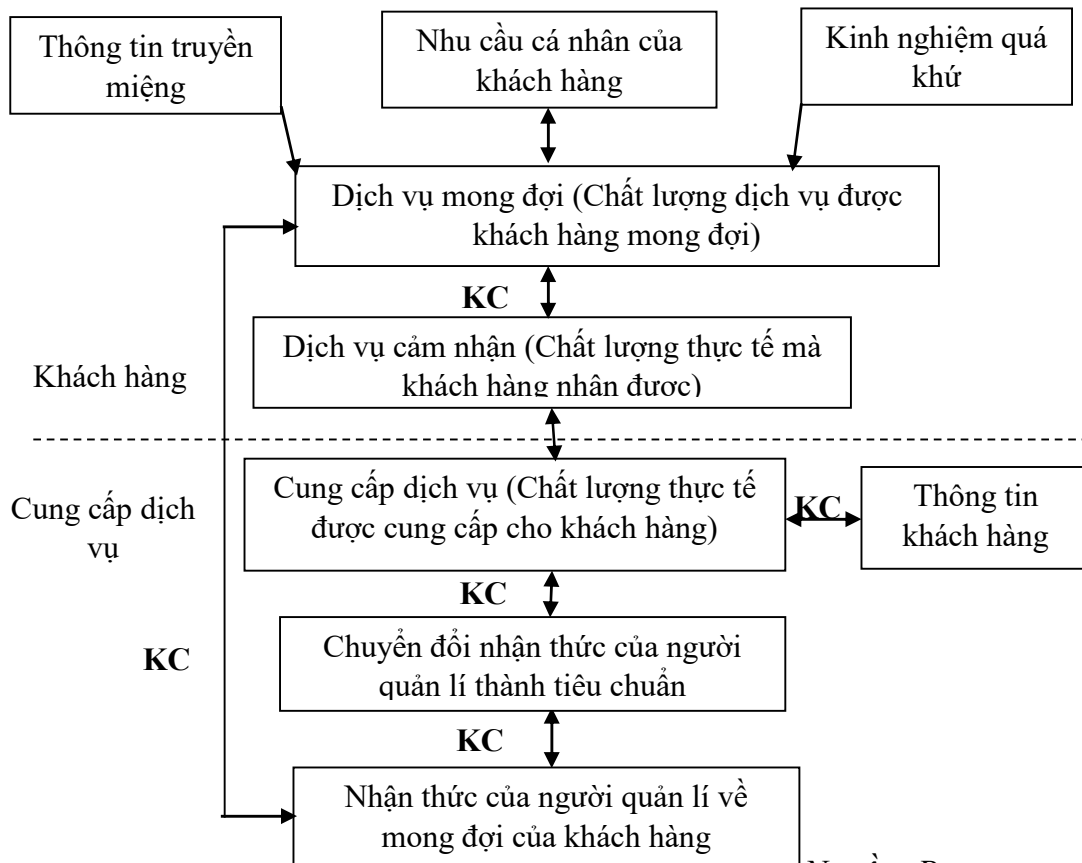 Thông tin truyền
miệng
Nhu cầu cá nhân của
khách hàng
Kinh nghiệm quá
khứ
Dịch vụ mong đợi (Chất lượng dịch vụ được
khách hàng mong đợi)
KC
Dịch vụ cảm nhận (Chất lượng thực tế mà
khách hàng nhân đươc)
Khách hàng
Cung cấp dịch
vụ
Cung cấp dịch vụ (Chất lượng thực tế
được cung cấp cho khách hàng)
KC
Thông tin
khách hàng
KC
Chuyển đổi nhận thức của người
quản lí thành tiêu chuẩn
KC
KC
Nhận thức của người quản lí về
mong đợi của khách hàng